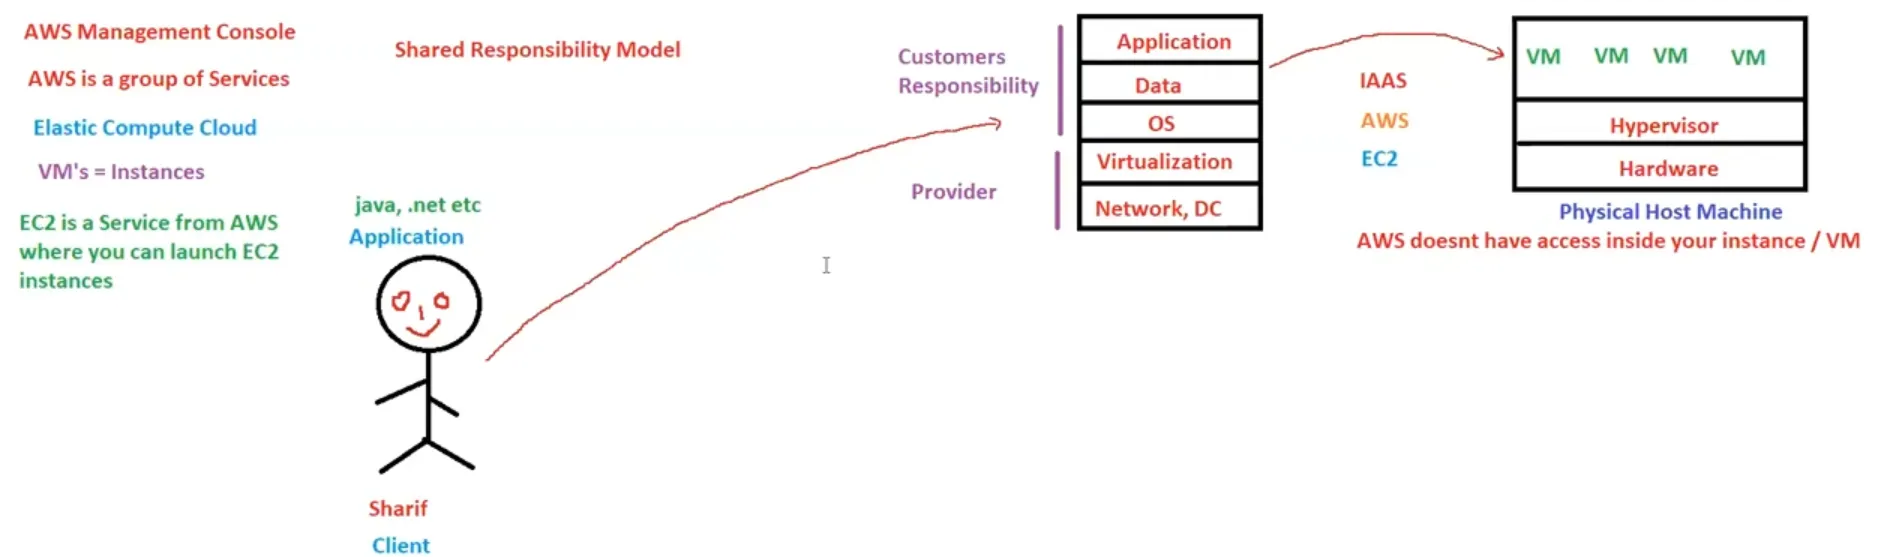 AWS Management Console
AWS is a group of Services
Elastic Compute Cloud
VM's = Instances
EC2 is a Service from AWS
where you can launch EC2
instances
Shared Responsibility Model
java, .net etc
Application
Sharif
Client
Customers
Responsibility
Provider
Application
Data
OS
Virtualization
Network, DC
IAAS
AWS
EC2
VM VM VM VM
Hypervisor
Hardware
Physical Host Machine
AWS doesnt have access inside your instance / VM